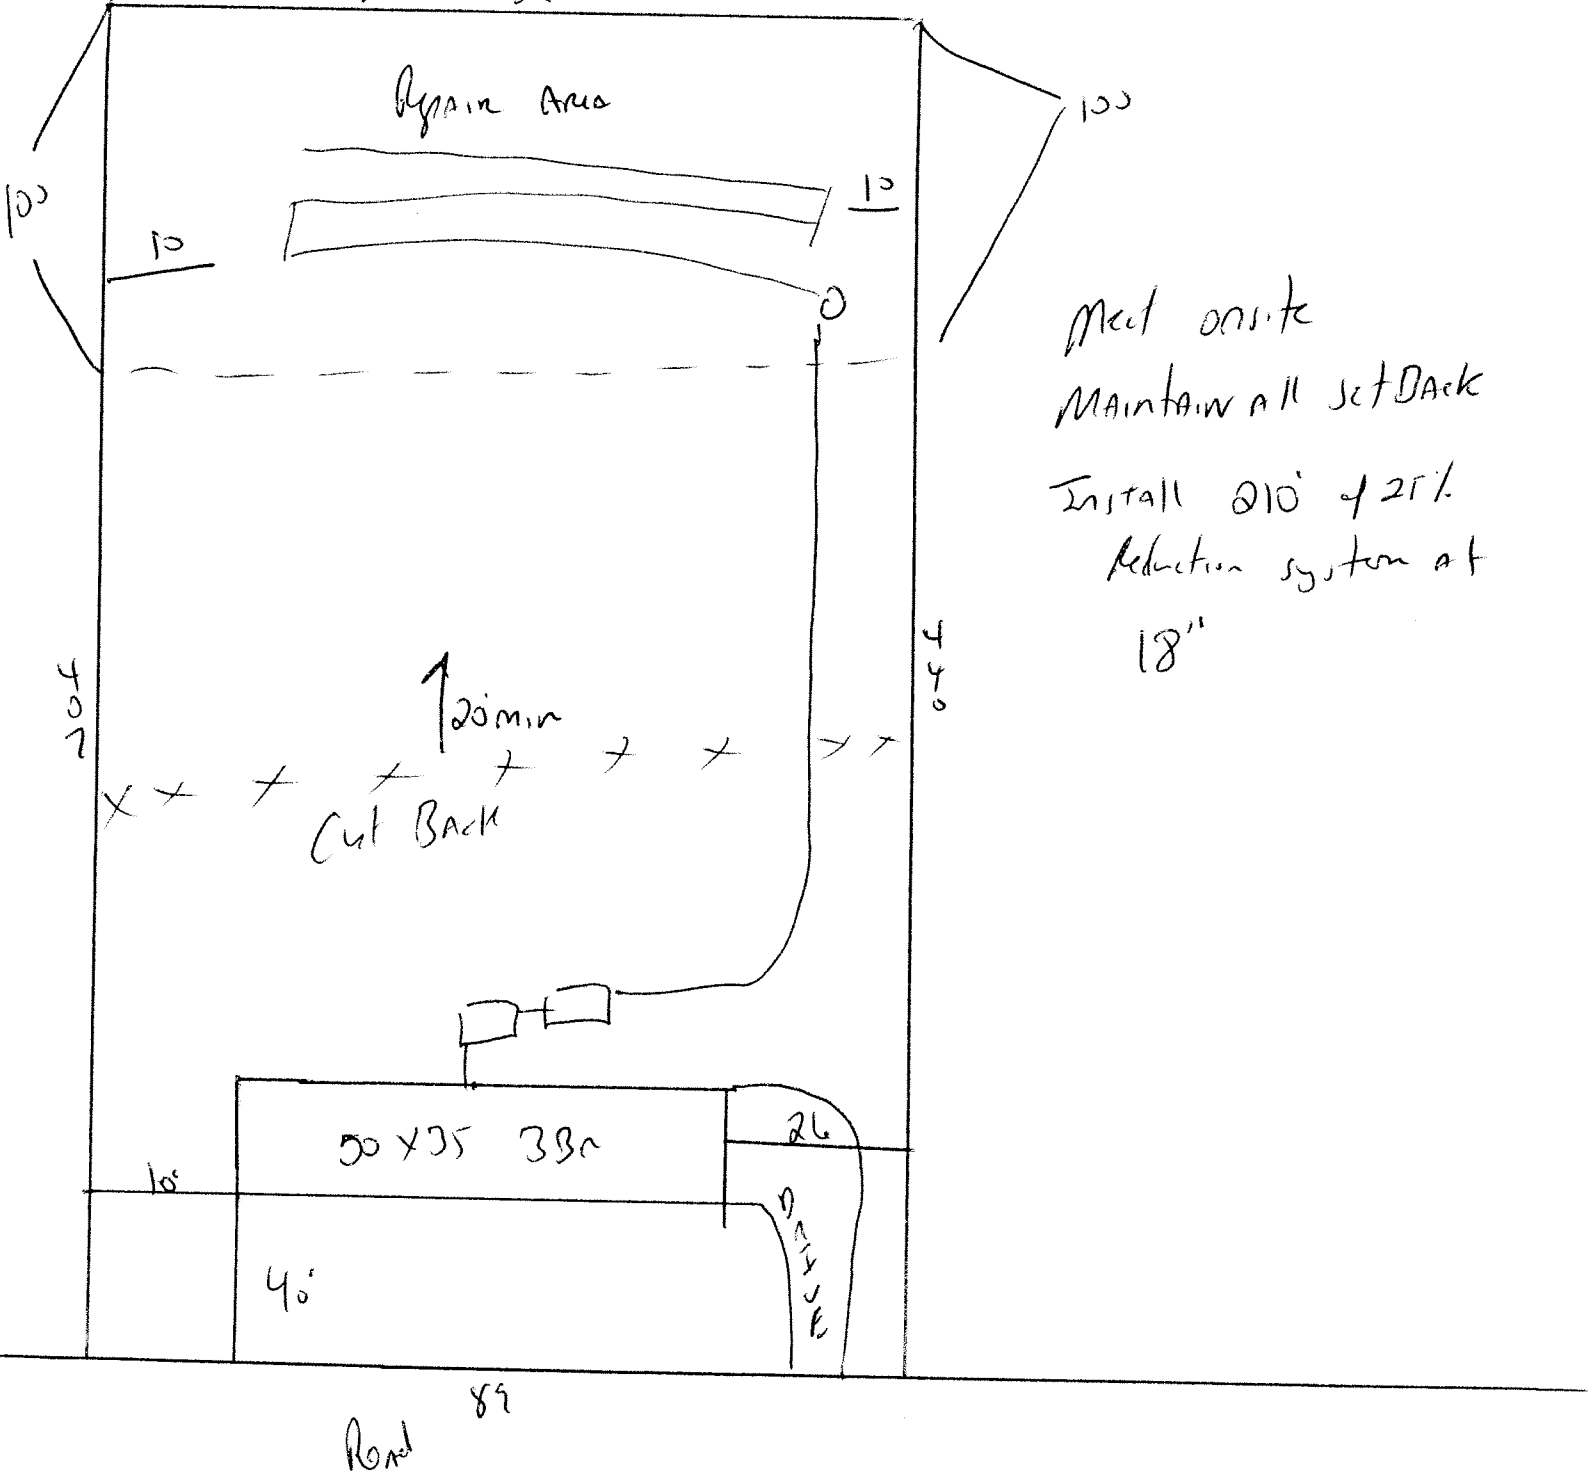 Repair Area
100
10
100
10
Meet onsite
Maintain all setback
Install 210' of 25%
Reduction system at
18"
407
440
20 min
Cut Back
50 x 35 3Br
26
10'
DRIVE
40'
89
Road